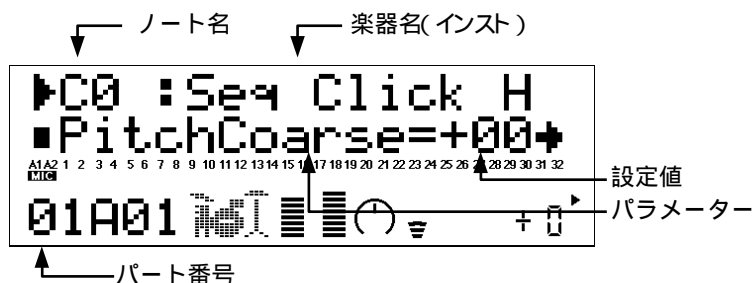 ノート名 楽器名(インスト)
C0 :Seq Click H
PitchCoarse=+00
A1 A2 1 2 3 4 5 6 7 8 9 10 11 12 13 14 15 16 17 18 19 20 21 22 23 24 25 26 27 28 29 30 31 32
MIC
設定値
01A01 ÷ 0
パラメーター
パート番号